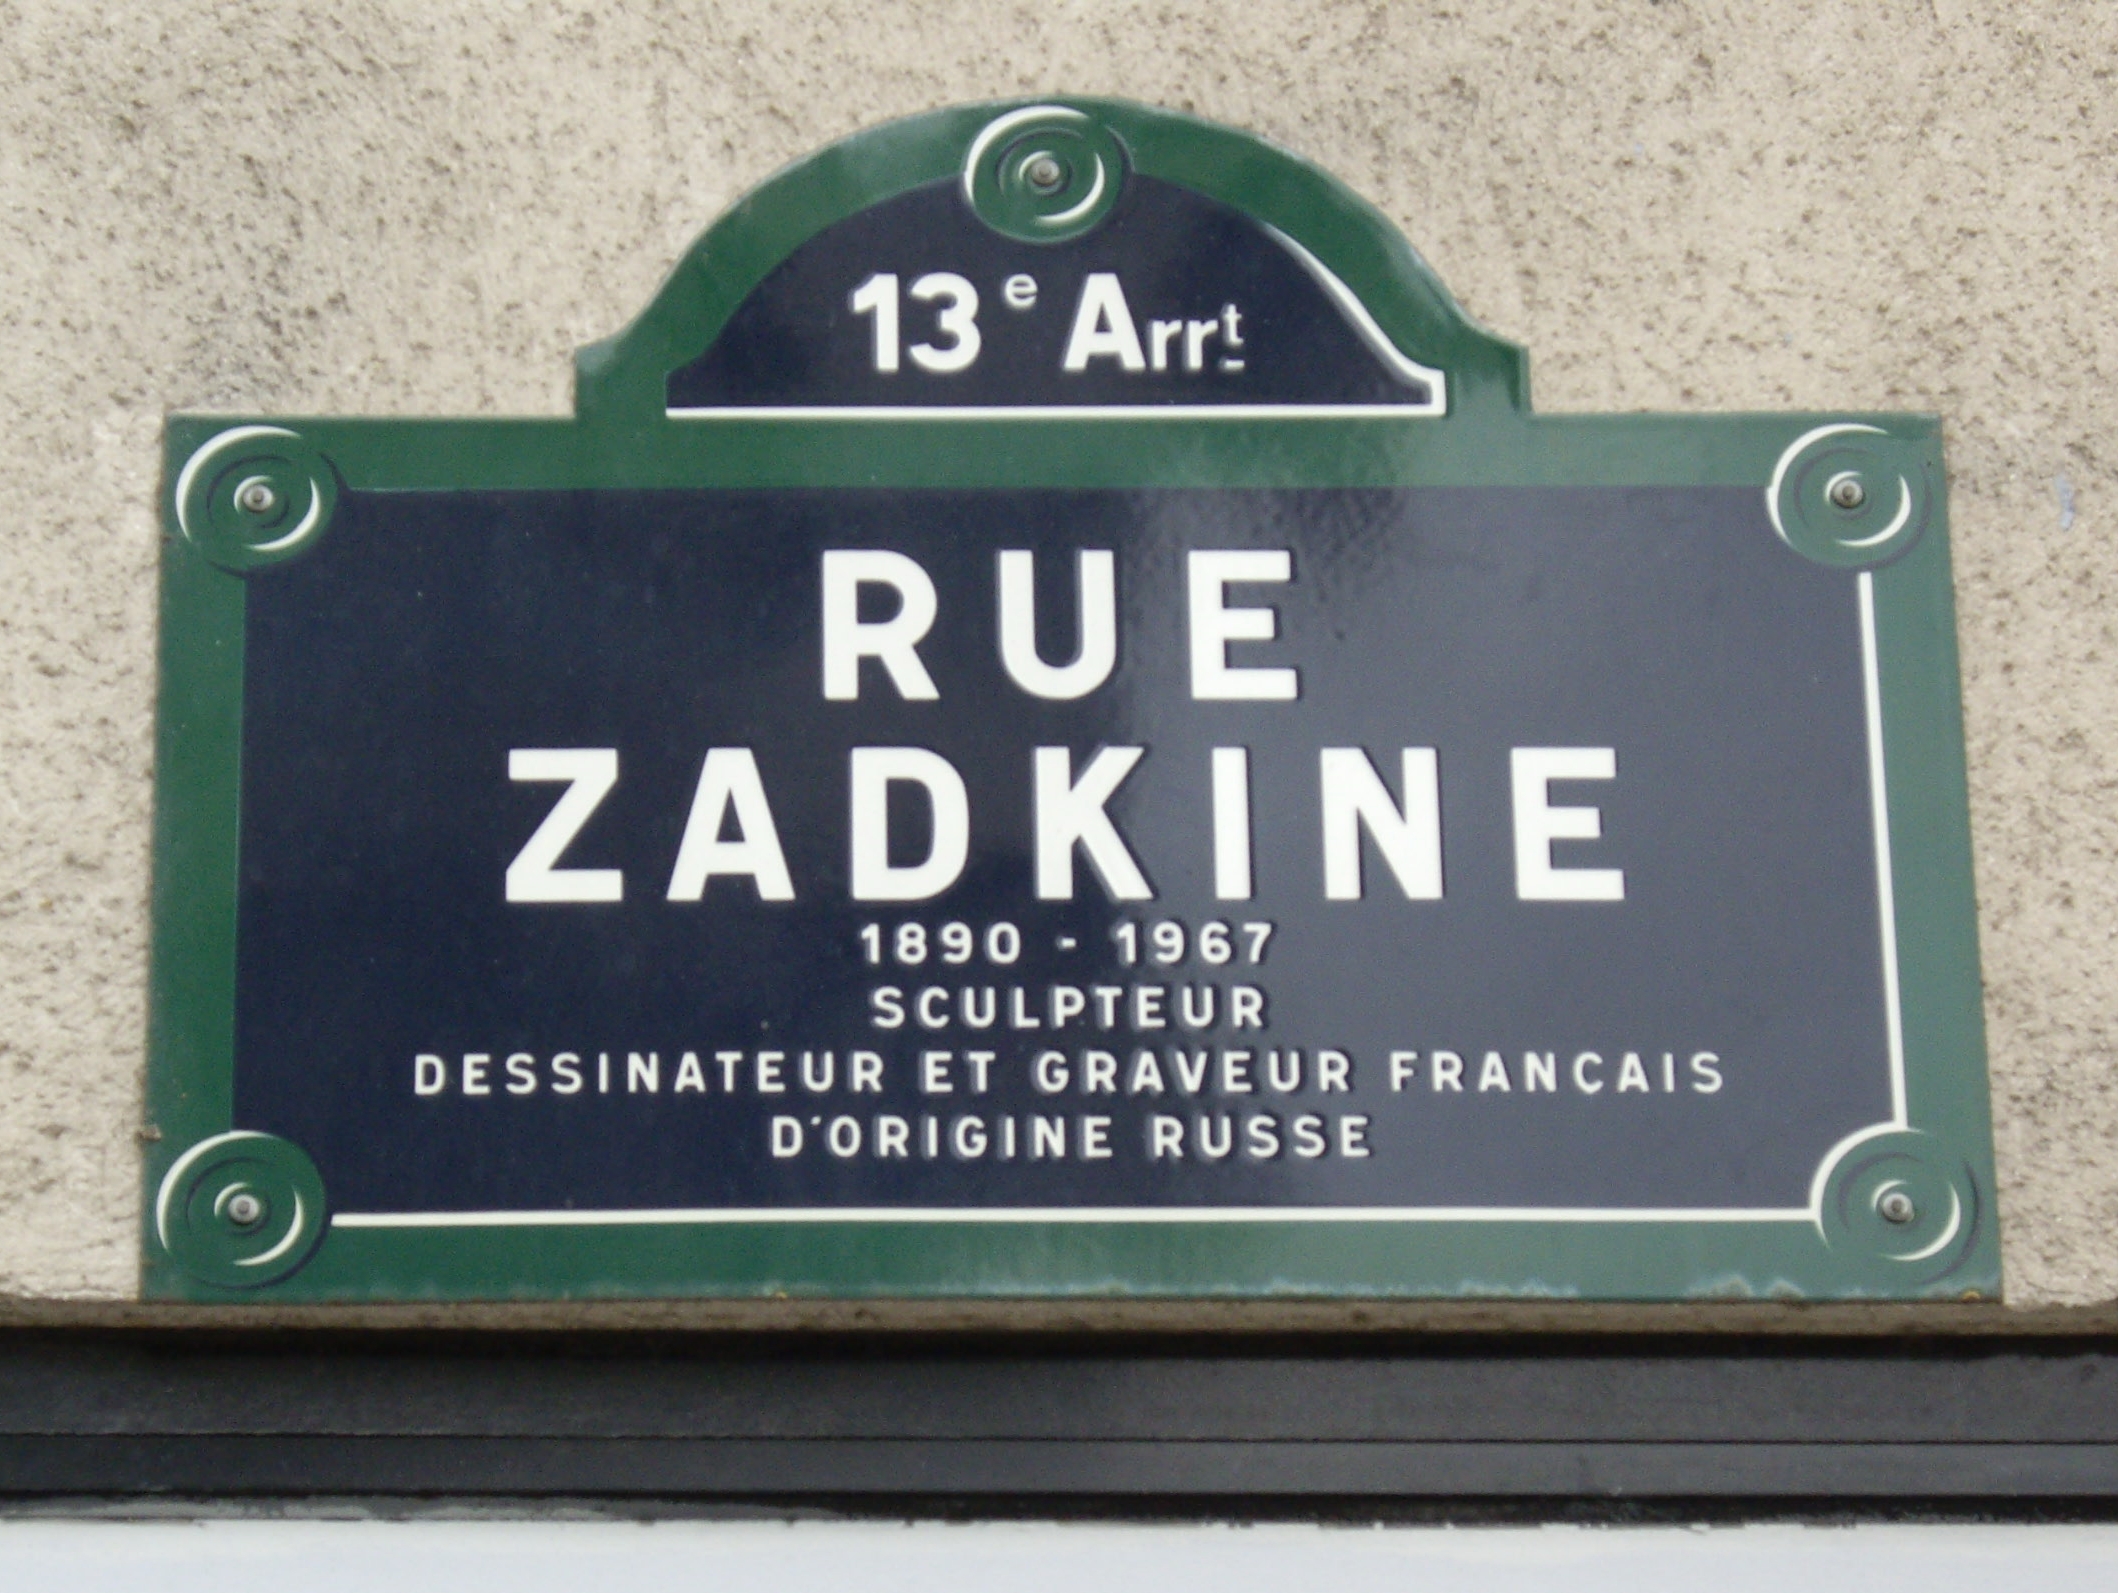 13e Arrt
RUE
ZADKINE
1890 - 1967
SCULPTEUR
DESSINATEUR ET GRAVEUR FRANCAIS
D'ORIGINE RUSSE